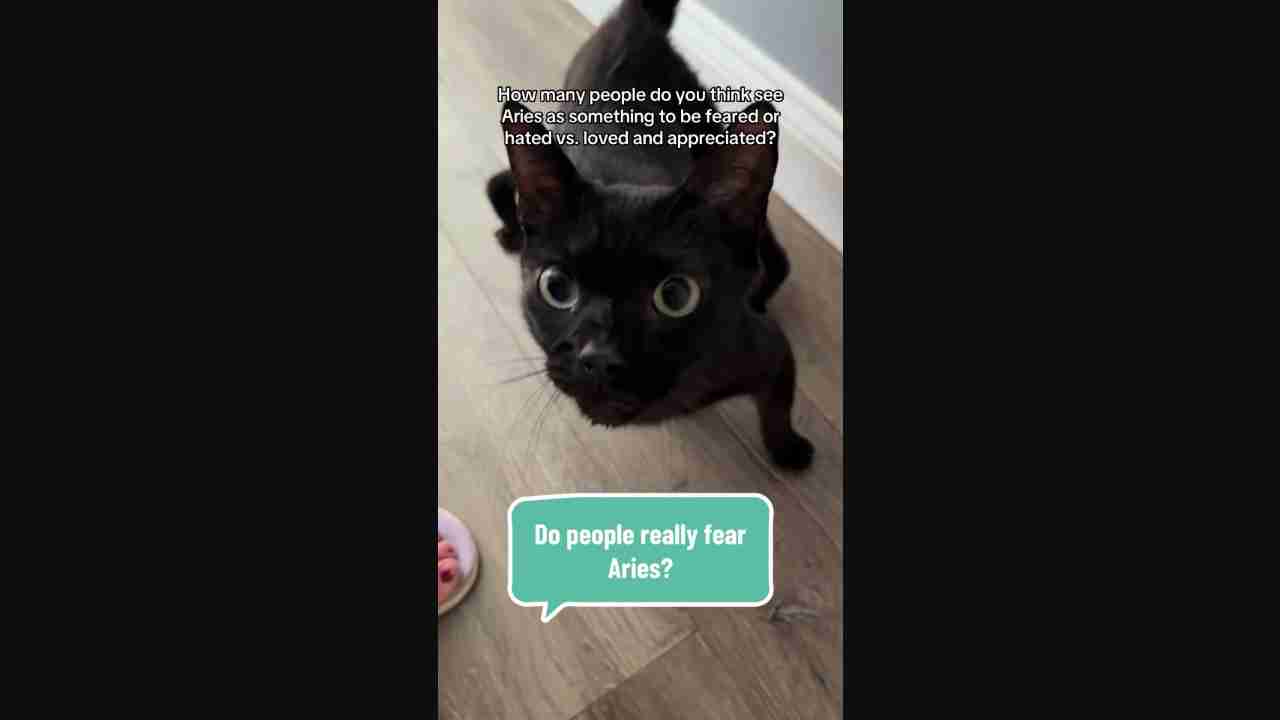 How many people do you think see
Aries as something to be feared or
hated vs. loved and appreciated?
Do people really fear
Aries?